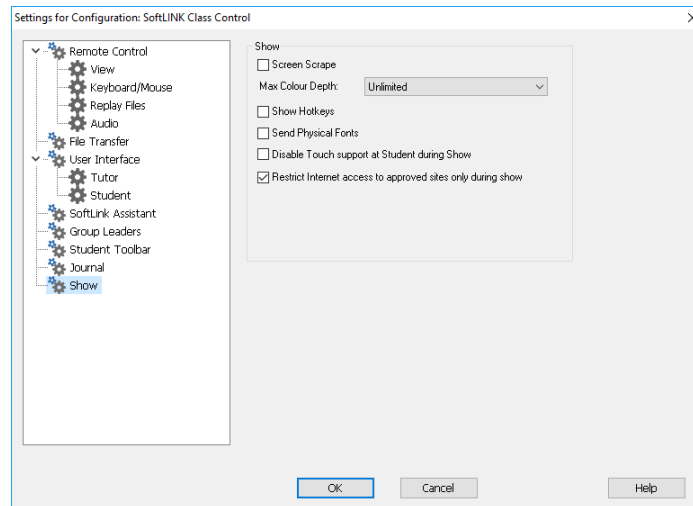 Settings for Configuration: SoftLINK Class Control
Remote Control
View
Keyboard/Mouse
Replay Files
Audio
File Transfer
User Interface
Tutor
Student
SoftLink Assistant
Group Leaders
Student Toolbar
Journal
Show
Show
Screen Scrape
Max Colour Depth: Unlimited
Show Hotkeys
Send Physical Fonts
Disable Touch support at Student during Show
Restrict Internet access to approved sites only during show
OK Cancel Help